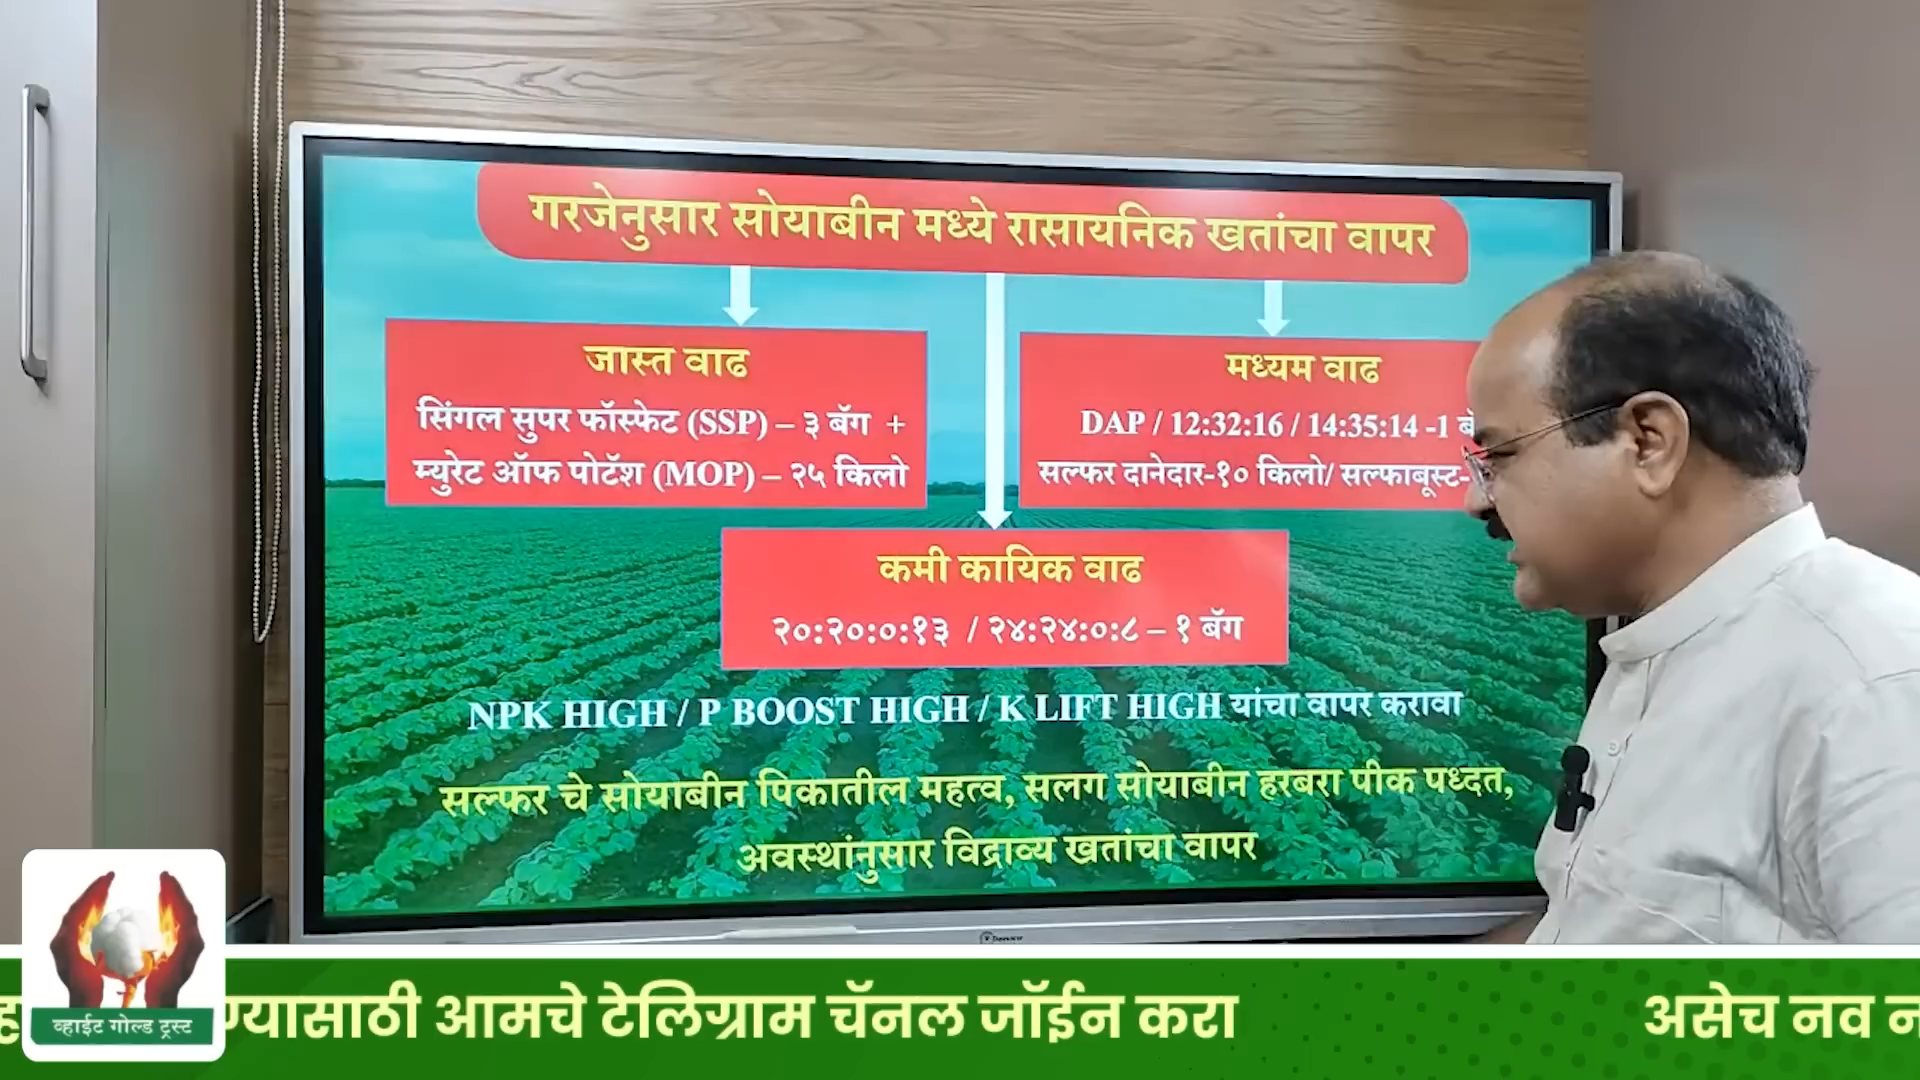 गरजेनुसार सोयाबीन मध्ये रासायनिक खतांचा वापर
जास्त वाढ
सिंगल सुपर फॉस्फेट (SSP) – ३ बॅग +
म्युरेट ऑफ पोटॅश (MOP) – २५ किलो
मध्यम वाढ
DAP / 12:32:16 / 14:35:14 -1
सल्फर दानेदार-१० किलो/ सल्फाबूस्ट-
कमी कायिक वाढ
२०:२०:०:१३ / २४:२४:०:८ – १ बॅग
NPK HIGH / P BOOST HIGH / K LIFT HIGH यांचा वापर करावा
सल्फर चे सोयाबीन पिकातील महत्व, सलग सोयाबीन हरबरा पीक पध्दत,
अवस्थांनुसार विद्राव्य खतांचा वापर
व्हाईट गोल्ड ट्रस्ट
ण्यासाठी आमचे टेलिग्राम चॅनल जॉईन करा
असेच नव